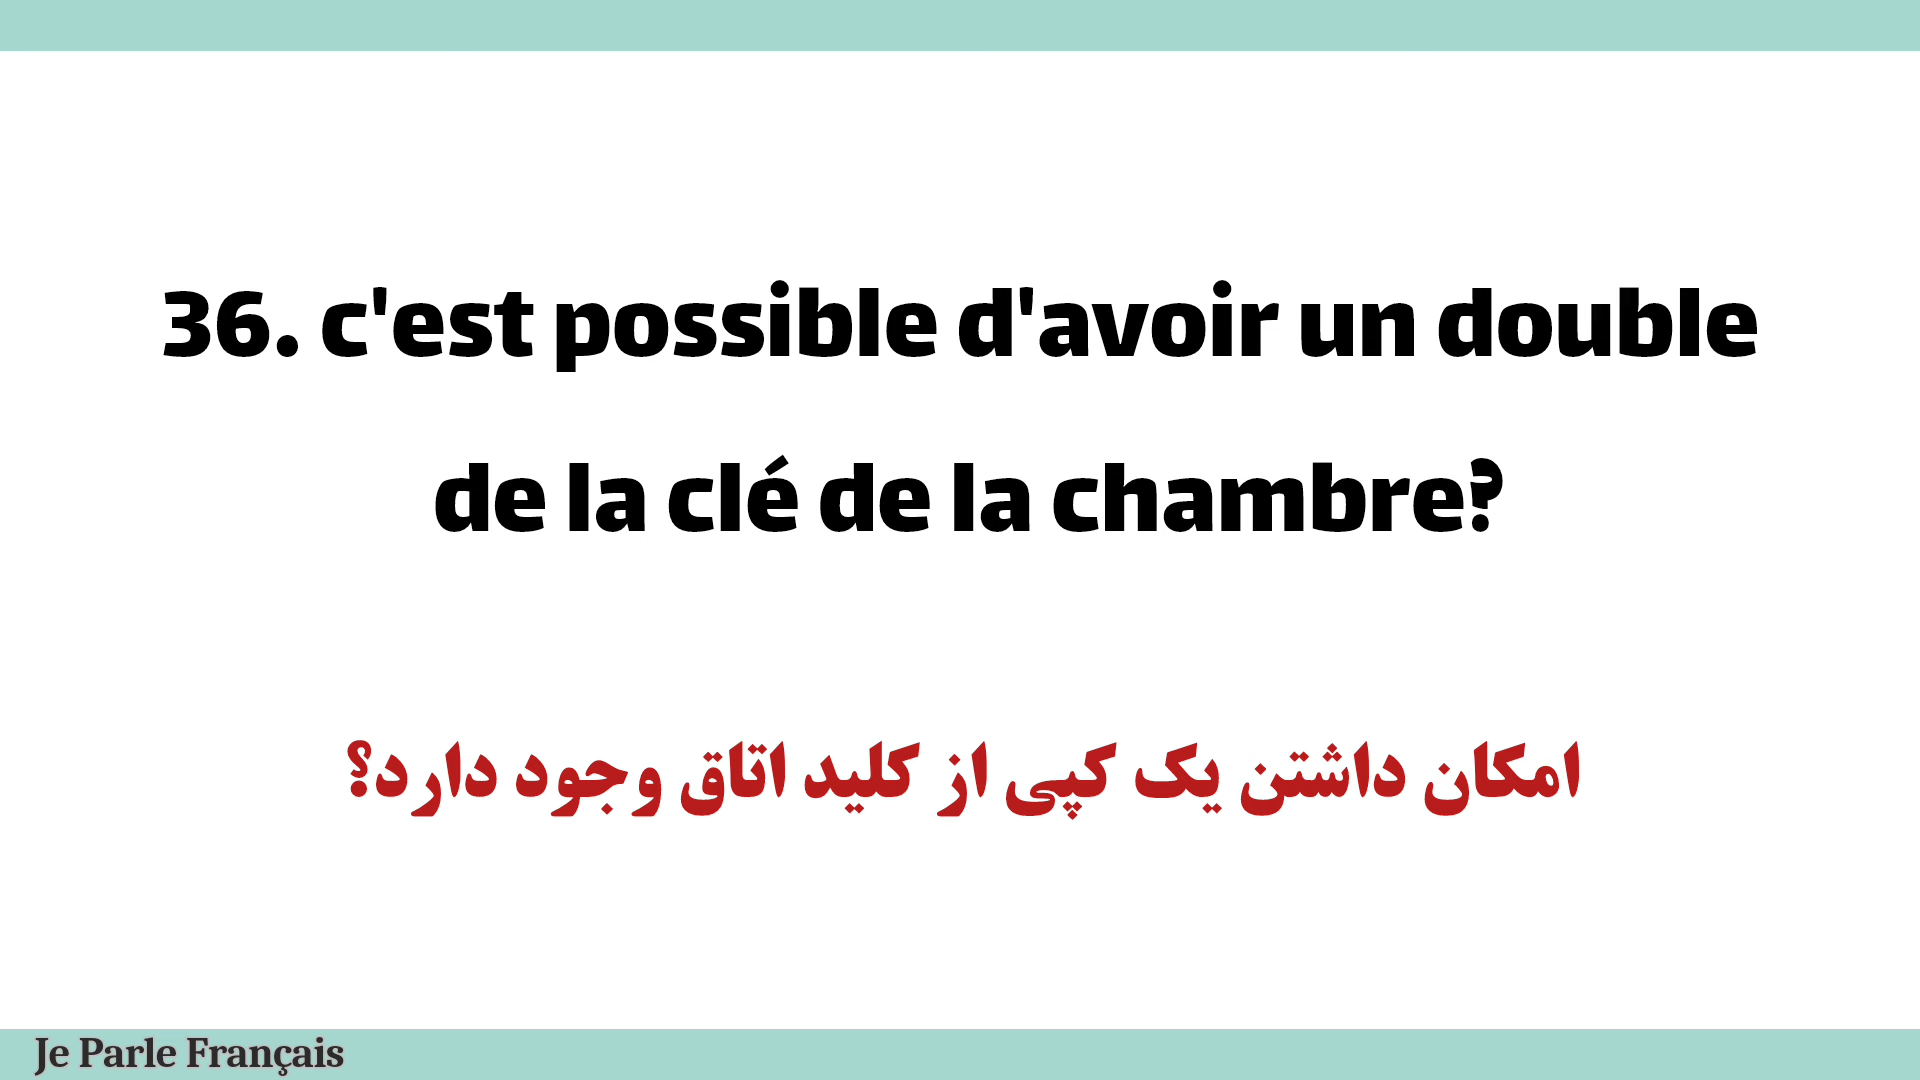 36. c'est possible d'avoir un double
de la clé de la chambre?
امکان داشتن یک کپی از کلید اتاق وجود دارد؟
Je Parle Français